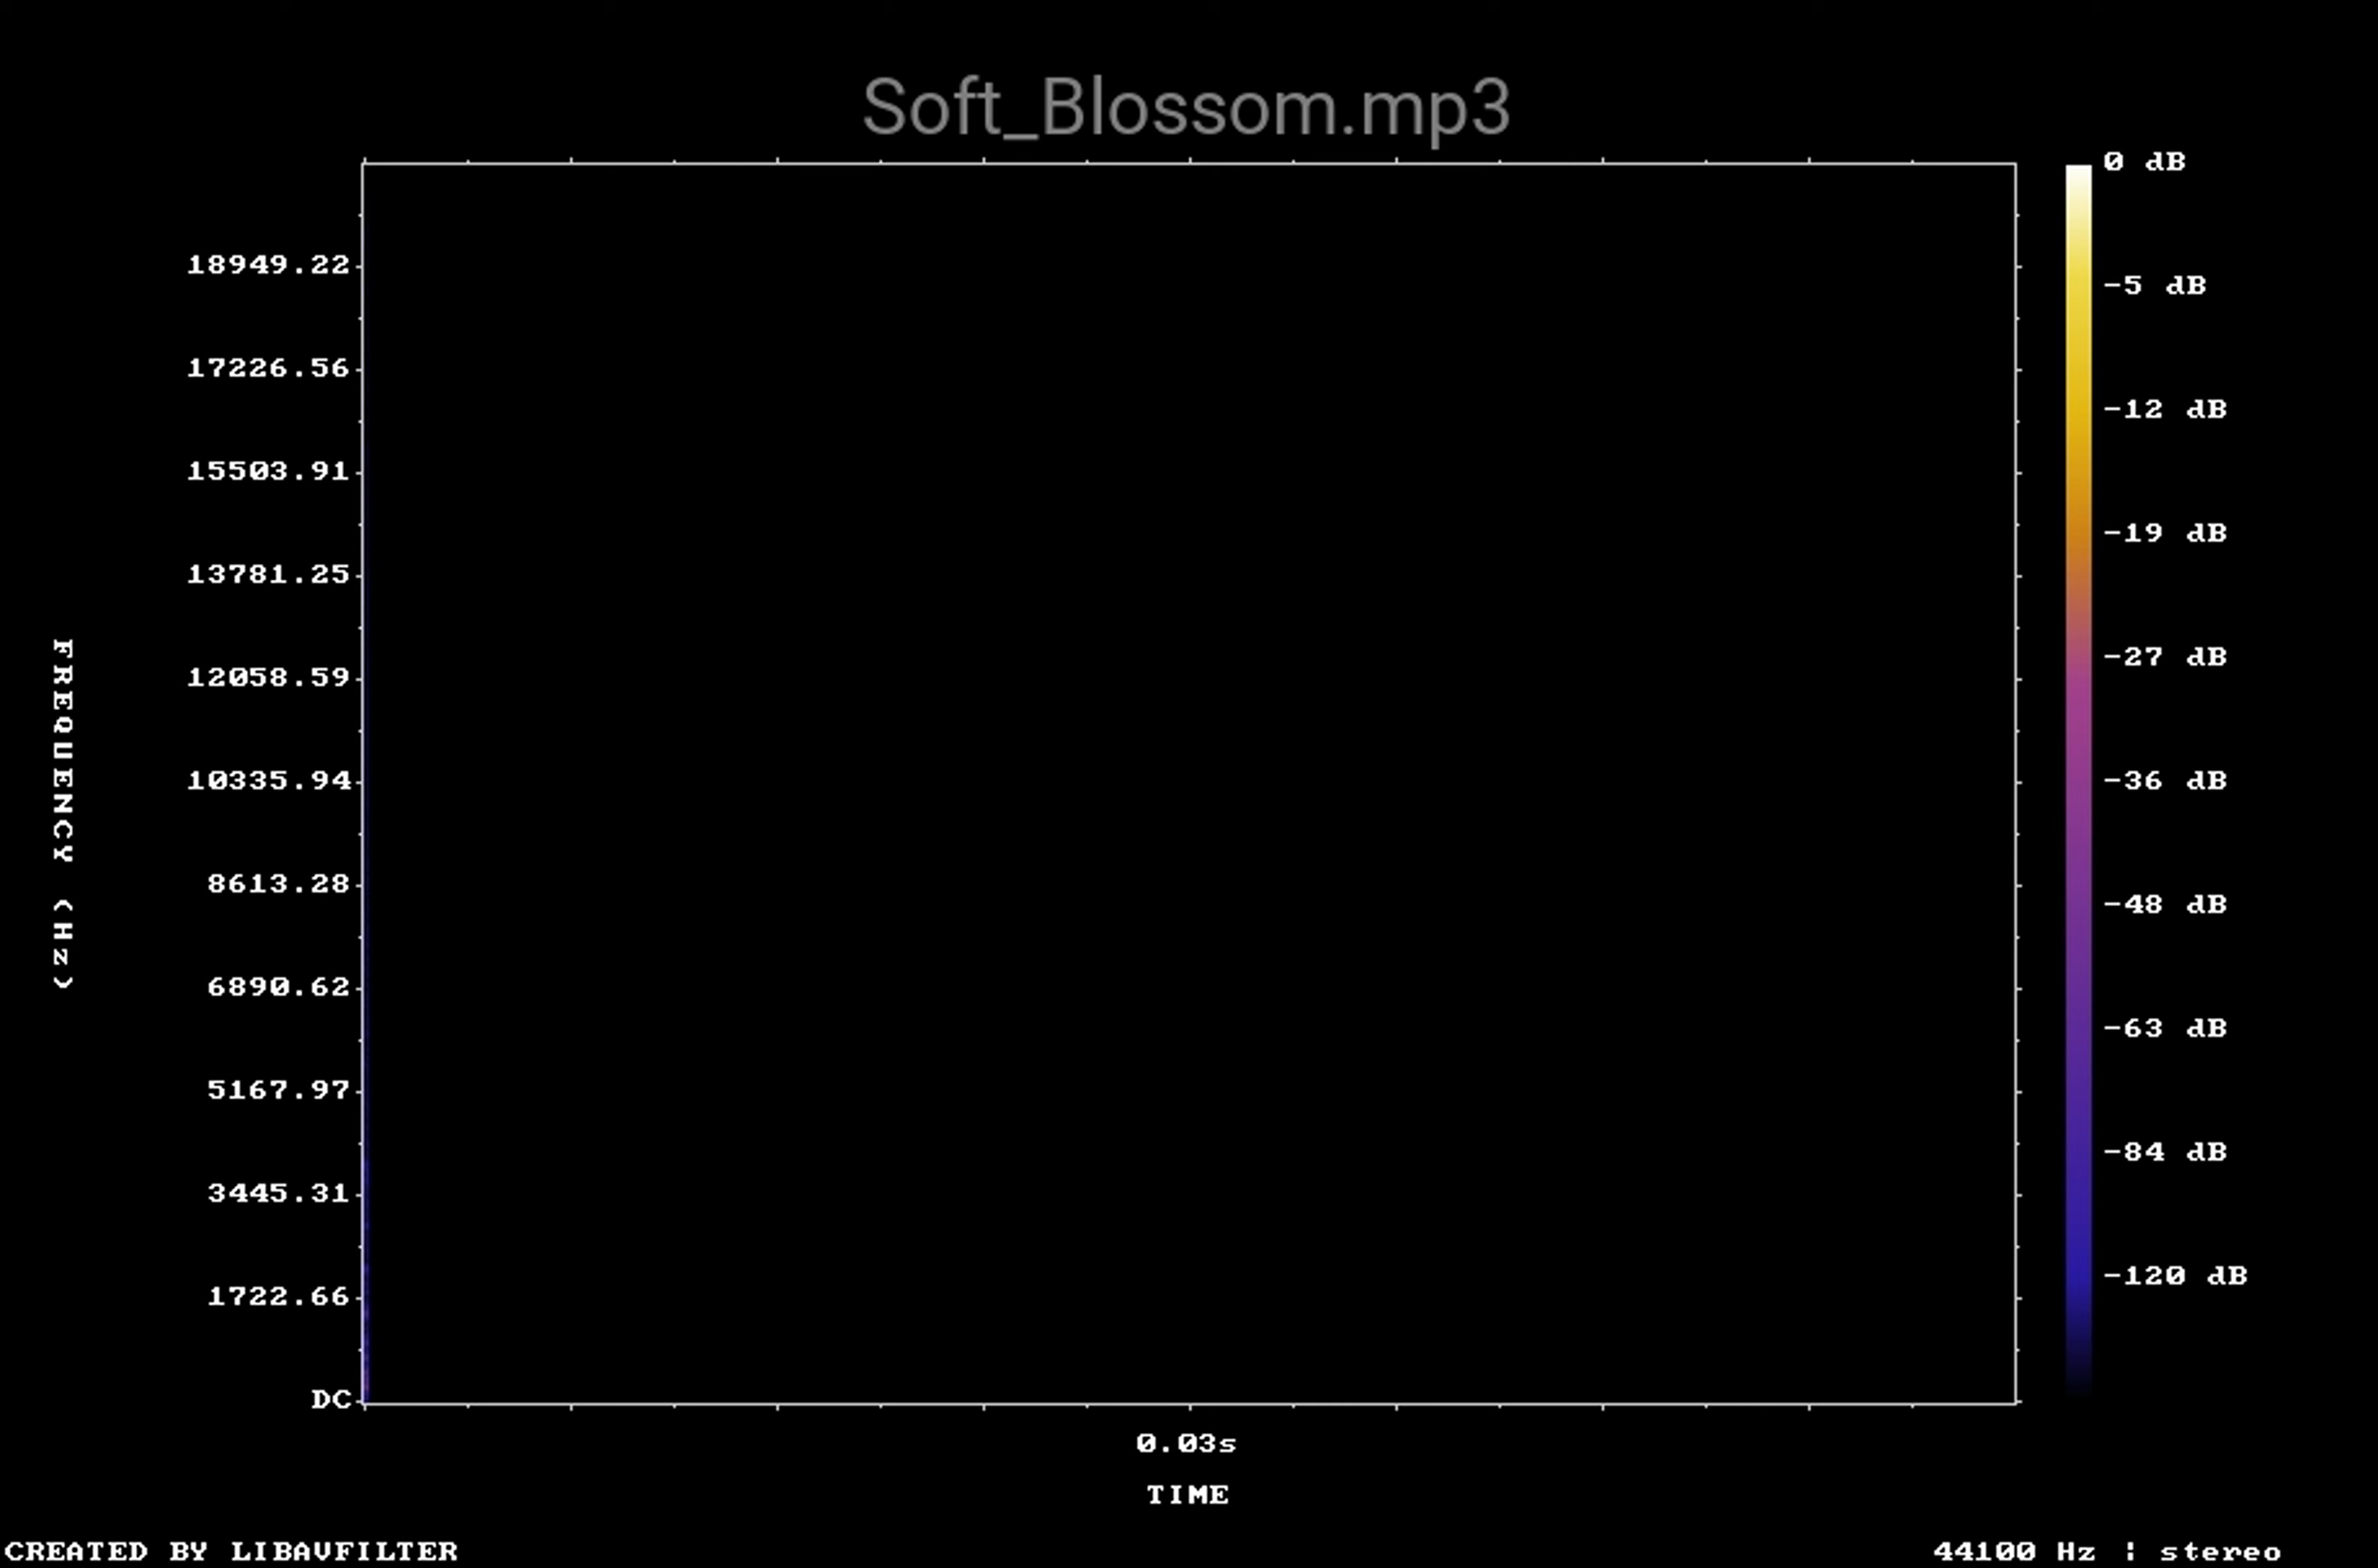 Soft_Blossom.mp3
0 dB
-5 dB
-12 dB
-19 dB
-27 dB
-36 dB
-48 dB
-63 dB
-84 dB
-120 dB
18949.22
17226.56
15503.91
13781.25
12058.59
10335.94
8613.28
6890.62
5167.97
3445.31
1722.66
DC
FREQUENCY (Hz)
0.03s
TIME
CREATED BY LIBAVFILTER
44100 Hz | stereo